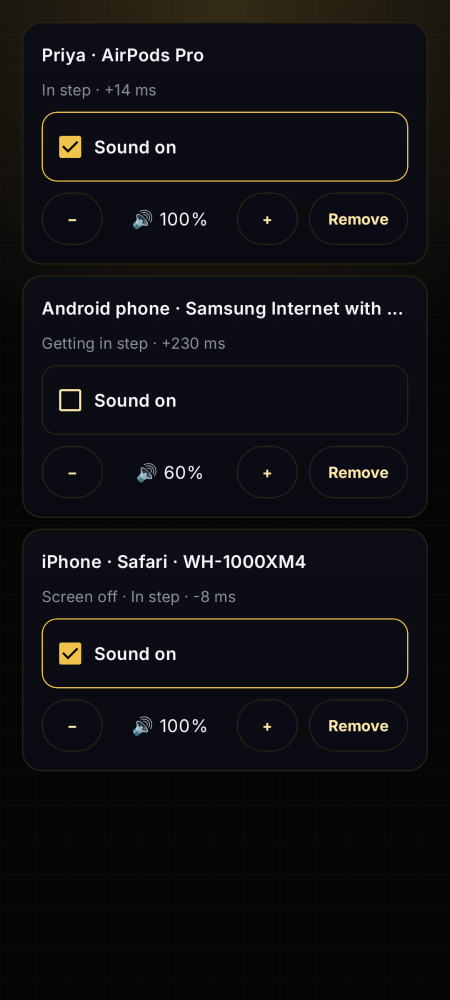 Priya · AirPods Pro
In step · +14 ms
Sound on
– 🔊 100% + Remove
Android phone · Samsung Internet with ...
Getting in step · +230 ms
Sound on
– 🔊 60% + Remove
iPhone · Safari · WH-1000XM4
Screen off · In step · -8 ms
Sound on
– 🔊 100% + Remove